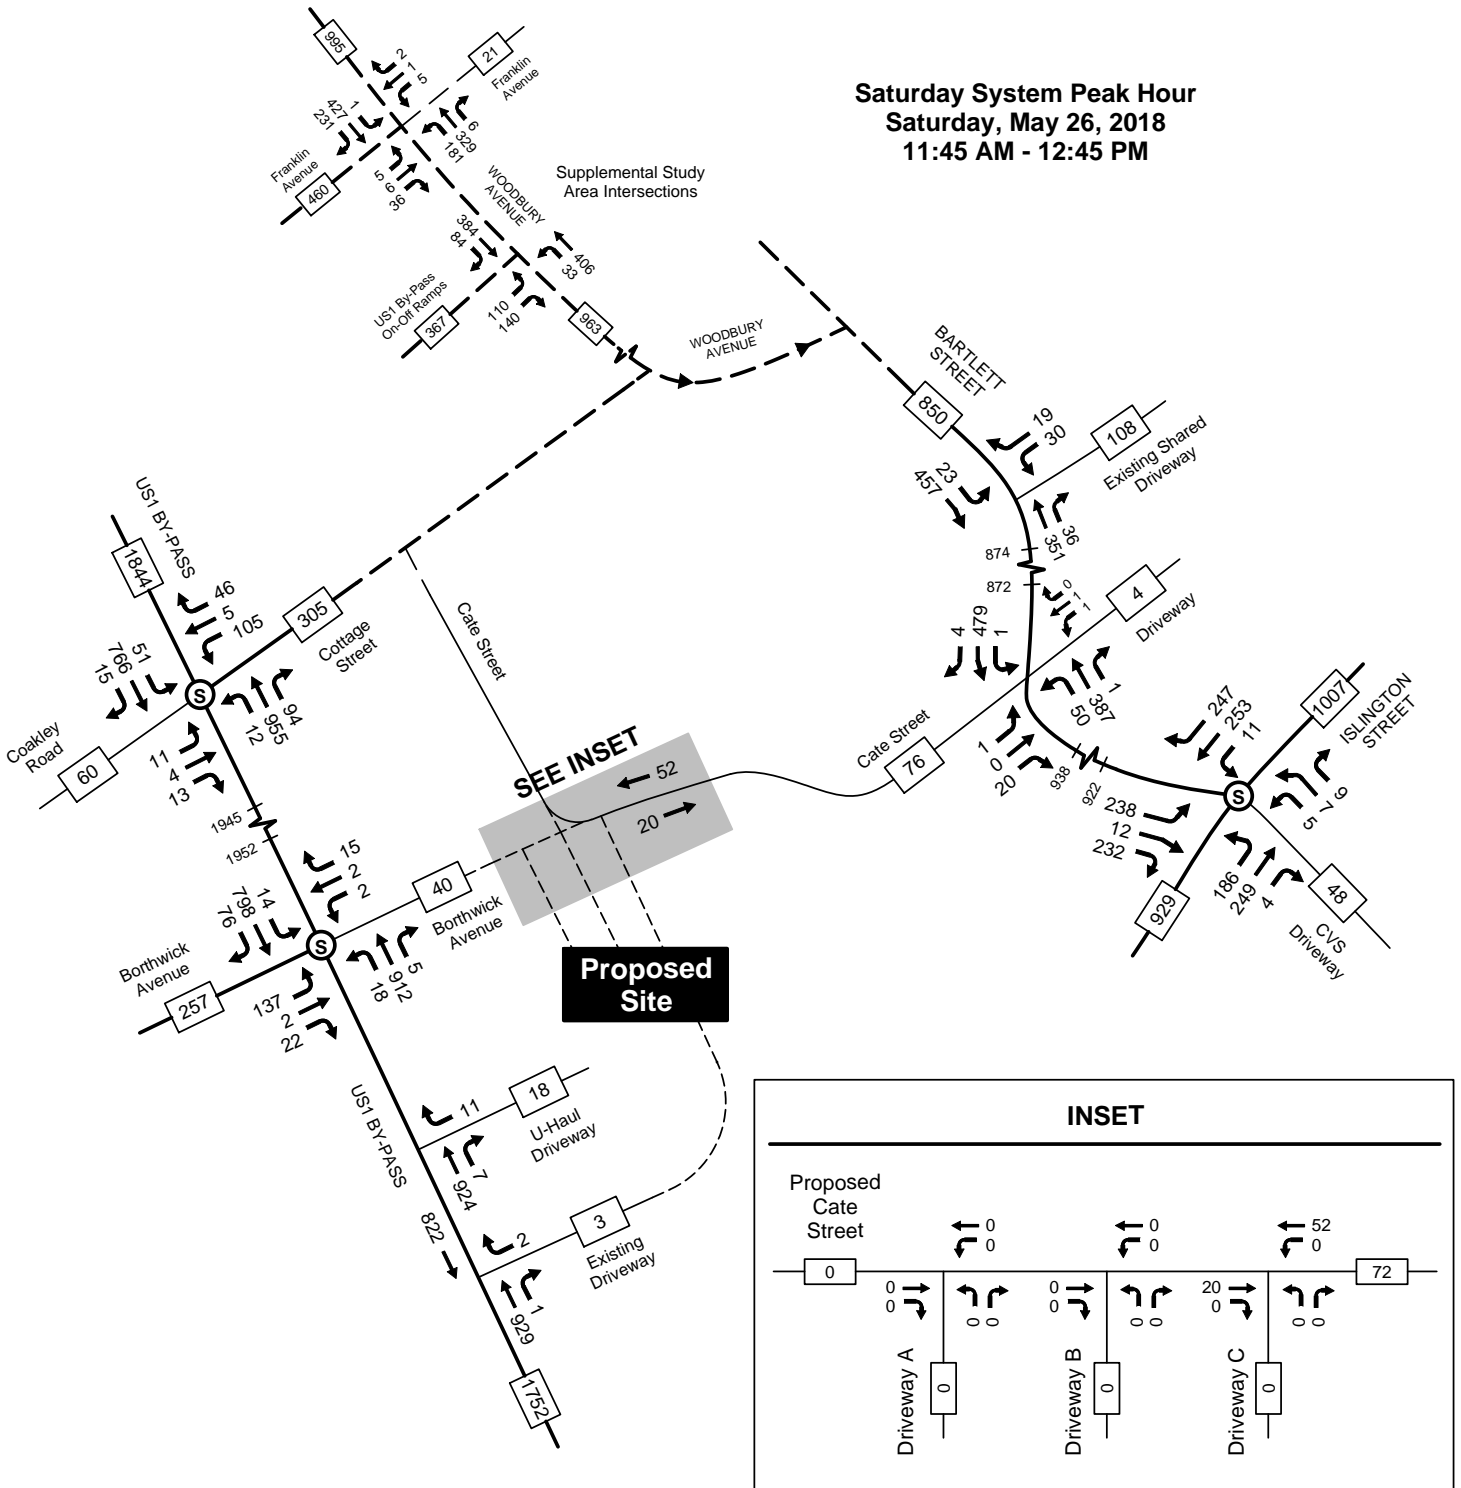 Saturday System Peak Hour
Saturday, May 26, 2018
11:45 AM - 12:45 PM
995
2
1
5
21
Franklin
Avenue
1
427
231
6
329
181
Franklin
Avenue
460
5
6
36
WOODBURY
AVENUE
Supplemental Study
Area Intersections
384
84
406
33
US1 By-Pass
On-Off Ramps
367
110
140
963
WOODBURY
AVENUE
BARTLETT
STREET
850
19
30
108
Existing Shared
Driveway
23
457
36
351
874
872
0
1
1
4
Driveway
4
479
1
1
387
50
Cate Street
76
1
0
20
938
922
247
253
11
1007
ISLINGTON
STREET
S
238
12
232
9
7
5
186
249
4
929
48
CVS
Driveway
US1 BY-PASS
1844
46
5
105
305
Cottage
Street
Cate Street
51
766
15
S
94
955
12
Coakley
Road
60
11
4
13
1945
1952
SEE INSET
52
20
15
2
2
40
Borthwick
Avenue
14
798
76
S
5
912
18
Borthwick
Avenue
257
137
2
22
Proposed
Site
US1 BY-PASS
11
18
U-Haul
Driveway
7
924
822
2
3
Existing
Driveway
1
929
1752
INSET
Proposed
Cate
Street
0
0
0
0
0
52
0
72
0
0
0
0
0
0
0
0
20
0
0
0
Driveway A
0
Driveway B
0
Driveway C
0